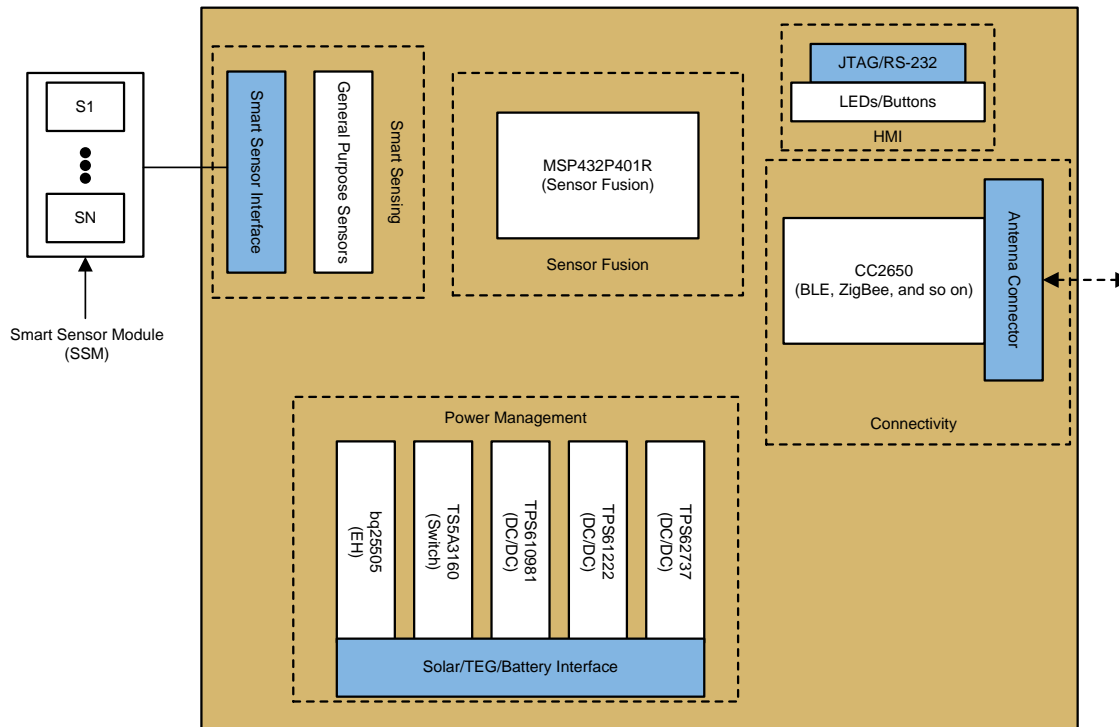 S1
SN
Smart Sensor Module
(SSM)
Smart Sensor Interface
General Purpose Sensors
Smart Sensing
MSP432P401R
(Sensor Fusion)
Sensor Fusion
JTAG/RS-232
LEDs/Buttons
HMI
CC2650
(BLE, ZigBee, and so on)
Antenna Connector
Connectivity
Power Management
bq25505
(EH)
TS5A3160
(Switch)
TPS610981
(DC/DC)
TPS61222
(DC/DC)
TPS62737
(DC/DC)
Solar/TEG/Battery Interface